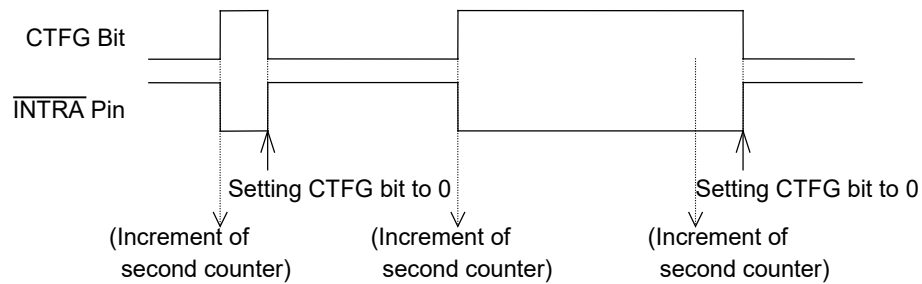 CTFG Bit
INTRA Pin
Setting CTFG bit to 0 Setting CTFG bit to 0
(Increment of (Increment of (Increment of
second counter) second counter) second counter)